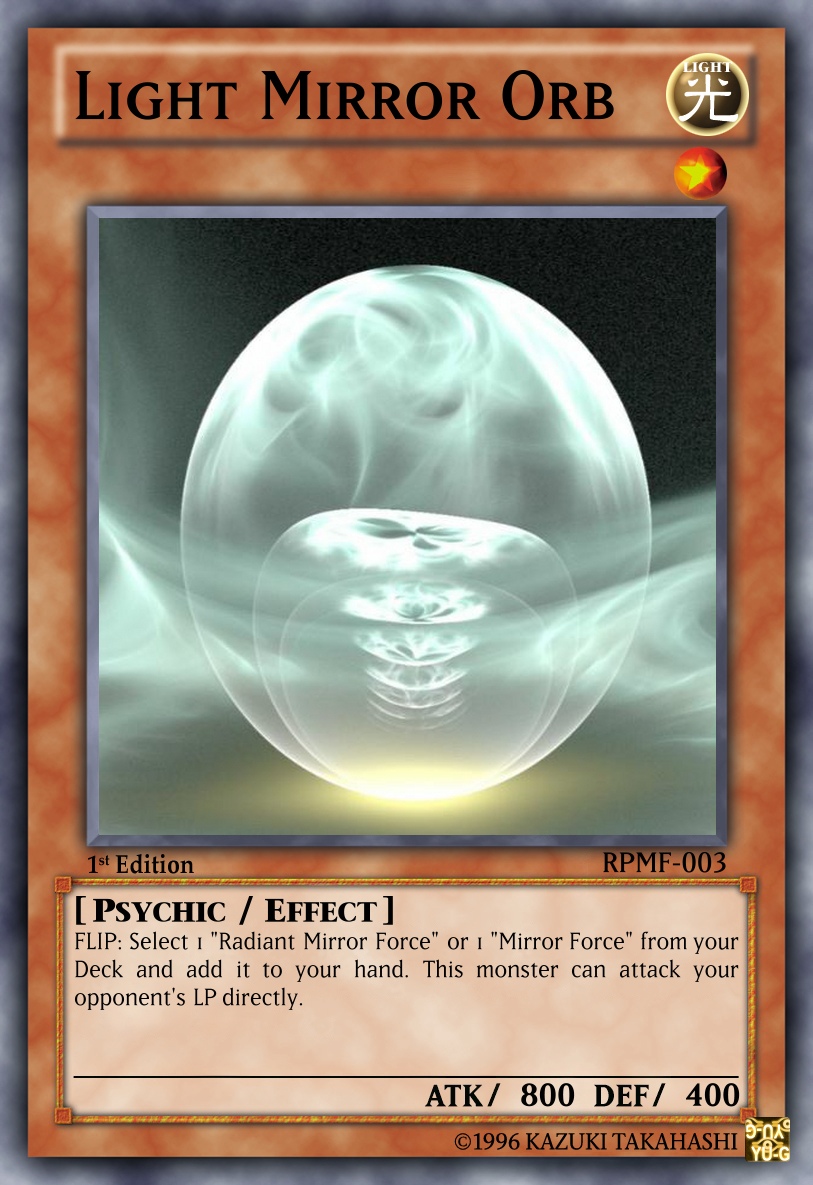 Light Mirror Orb
LIGHT
光
1st Edition
RPMF-003
[ Psychic / Effect ]
FLIP: Select 1 "Radiant Mirror Force" or 1 "Mirror Force" from your
Deck and add it to your hand. This monster can attack your
opponent's LP directly.
ATK/ 800 DEF/ 400
©1996 KAZUKI TAKAHASHI